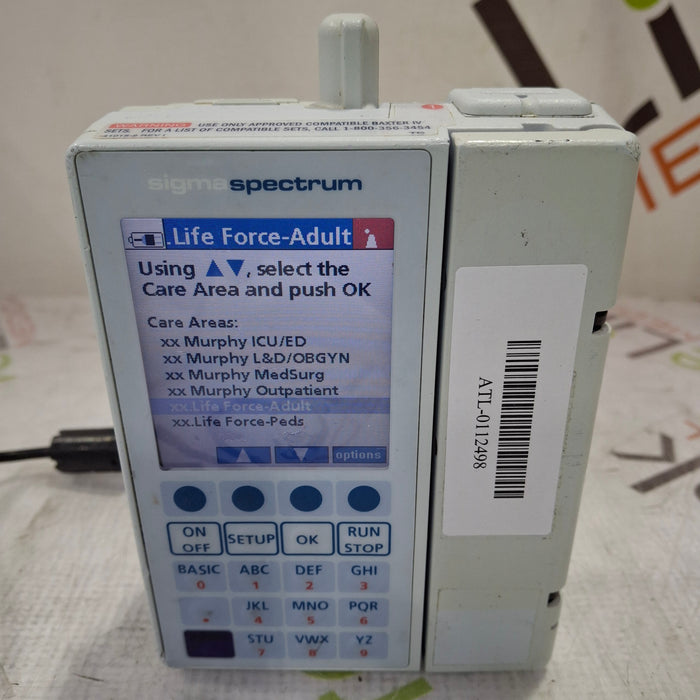 WARNING USE ONLY APPROVED COMPATIBLE BAXTER IV
SETS. FOR A LIST OF COMPATIBLE SETS, CALL 1-800-356-3454
sigmaspectrum
.Life Force-Adult
Using ▲▼, select the
Care Area and push OK
Care Areas:
xx Murphy ICU/ED
xx Murphy L&D/OBGYN
xx Murphy MedSurg
xx Murphy Outpatient
xx.Life Force-Adult
xx.Life Force-Peds
options
ON OFF
SETUP
OK
RUN STOP
BASIC ABC DEF GHI
0 1 2 3
JKL MNO PQR
. 4 5 6
STU VWX YZ
7 8 9
ATL-0112498